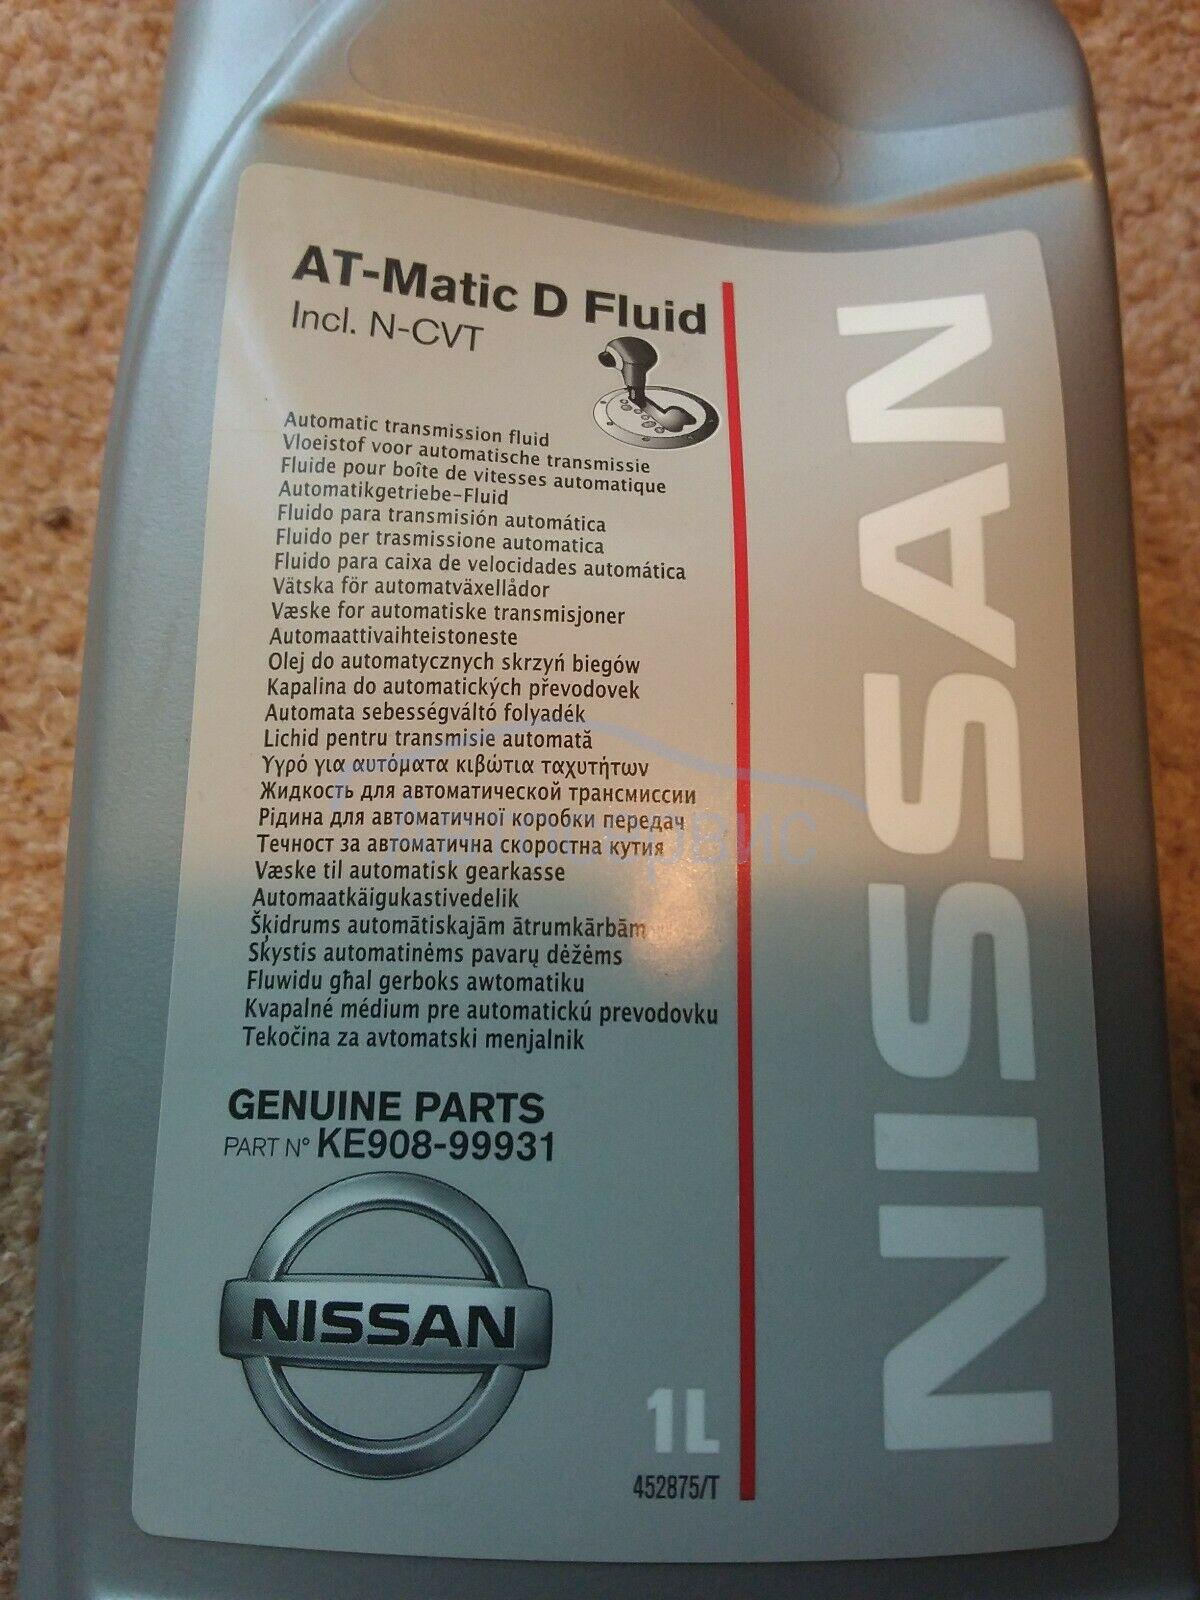 AT-Matic D Fluid
Incl. N-CVT
Automatic transmission fluid
Vloeistof voor automatische transmissie
Fluide pour boîte de vitesses automatique
Automatikgetriebe-Fluid
Fluido para transmisión automática
Fluido per trasmissione automatica
Fluido para caixa de velocidades automática
Vätska för automatväxellådor
Væske for automatiske transmisjoner
Automaattivaihteistoneste
Olej do automatycznych skrzyń biegów
Kapalina do automatických převodovek
Automata sebességváltó folyadék
Lichid pentru transmisie automată
Υγρό για αυτόματα κιβώτια ταχυτήτων
Жидкость для автоматической трансмиссии
Рідина для автоматичної коробки передач
Течност за автоматична скоростна кутия
Væske til automatisk gearkasse
Automaatkäigukastivedelik
Šķidrums automātiskajām ātrumkārbām
Skystis automatinėms pavarų dėžėms
Fluwidu għal gerboks awtomatiku
Kvapalné médium pre automatickú prevodovku
Tekočina za avtomatski menjalnik
GENUINE PARTS
PART N° KE908-99931
NISSAN
1L
452875/T
NISSAN
Автосервис